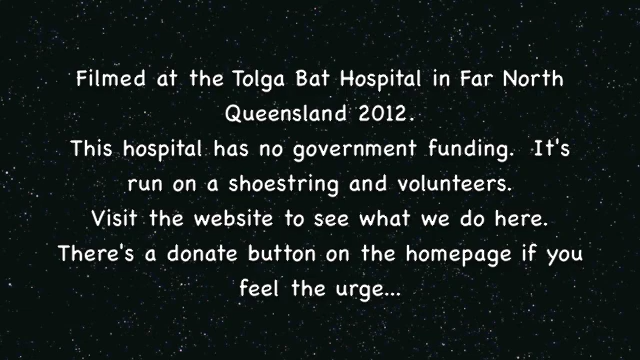 Filmed at the Tolga Bat Hospital in Far North
Queensland 2012.
This hospital has no government funding.  It's
run on a shoestring and volunteers.
Visit the website to see what we do here.
There's a donate button on the homepage if you
feel the urge...